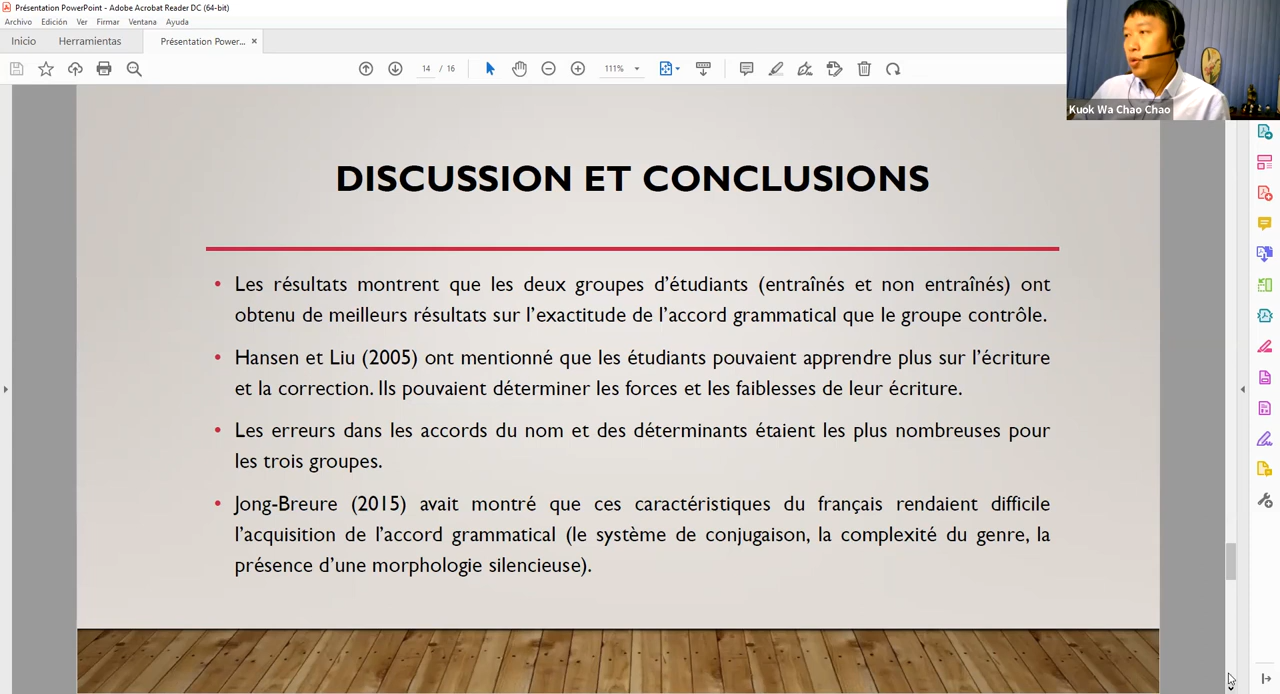 Présentation PowerPoint - Adobe Acrobat Reader DC (64-bit)
Archivo Edición Ver Firmar Ventana Ayuda
Inicio Herramientas Présentation Power... ×
14 / 16 111%
Kuok Wa Chao Chao
DISCUSSION ET CONCLUSIONS
• Les résultats montrent que les deux groupes d’étudiants (entraînés et non entraînés) ont
obtenu de meilleurs résultats sur l’exactitude de l’accord grammatical que le groupe contrôle.
• Hansen et Liu (2005) ont mentionné que les étudiants pouvaient apprendre plus sur l’écriture
et la correction. Ils pouvaient déterminer les forces et les faiblesses de leur écriture.
• Les erreurs dans les accords du nom et des déterminants étaient les plus nombreuses pour
les trois groupes.
• Jong-Breure (2015) avait montré que ces caractéristiques du français rendaient difficile
l’acquisition de l’accord grammatical (le système de conjugaison, la complexité du genre, la
présence d’une morphologie silencieuse).